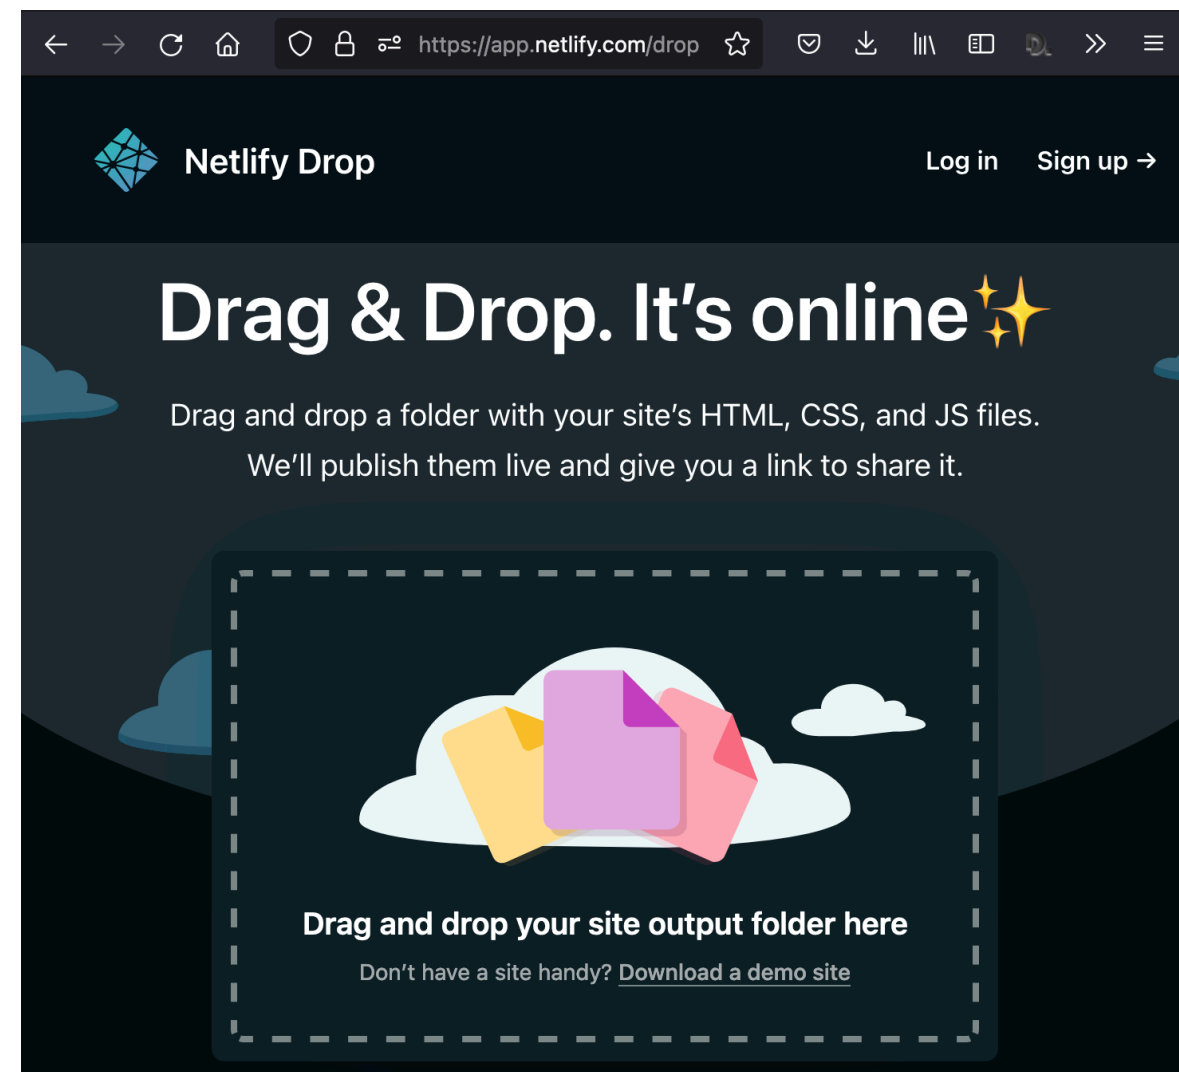 https://app.netlify.com/drop
Netlify Drop
Log in
Sign up →
Drag & Drop. It’s online✨
Drag and drop a folder with your site’s HTML, CSS, and JS files.
We’ll publish them live and give you a link to share it.
Drag and drop your site output folder here
Don’t have a site handy? Download a demo site